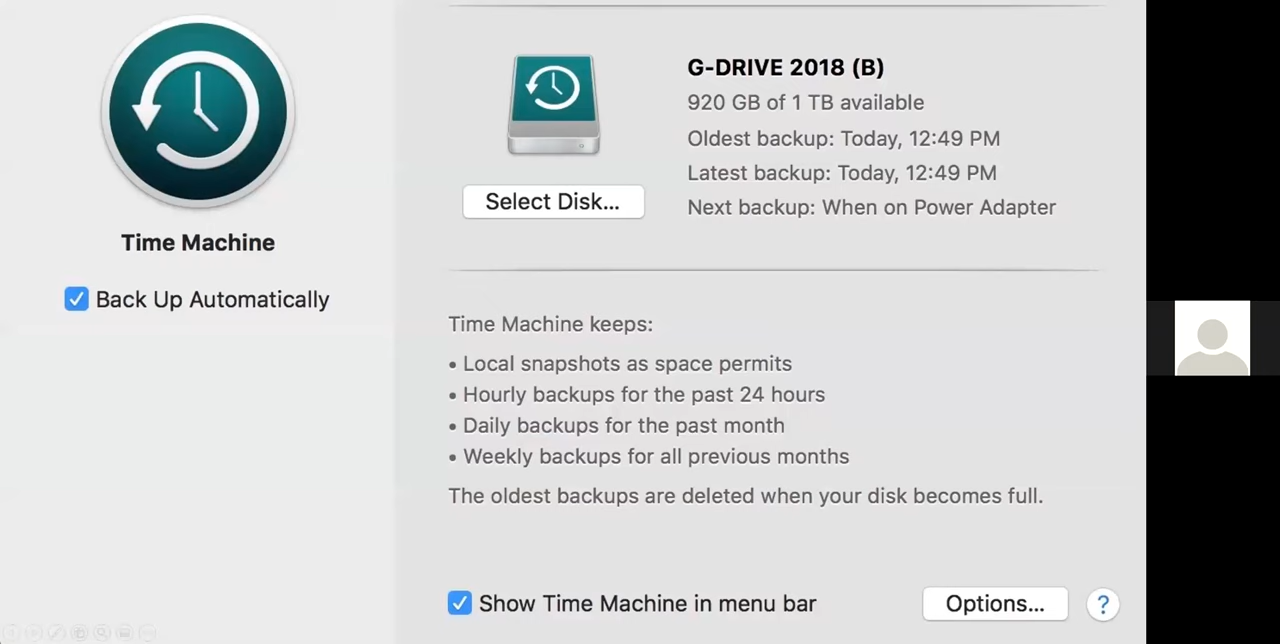 Time Machine
Back Up Automatically
Select Disk...
G-DRIVE 2018 (B)
920 GB of 1 TB available
Oldest backup: Today, 12:49 PM
Latest backup: Today, 12:49 PM
Next backup: When on Power Adapter
Time Machine keeps:
• Local snapshots as space permits
• Hourly backups for the past 24 hours
• Daily backups for the past month
• Weekly backups for all previous months
The oldest backups are deleted when your disk becomes full.
Show Time Machine in menu bar
Options...
?